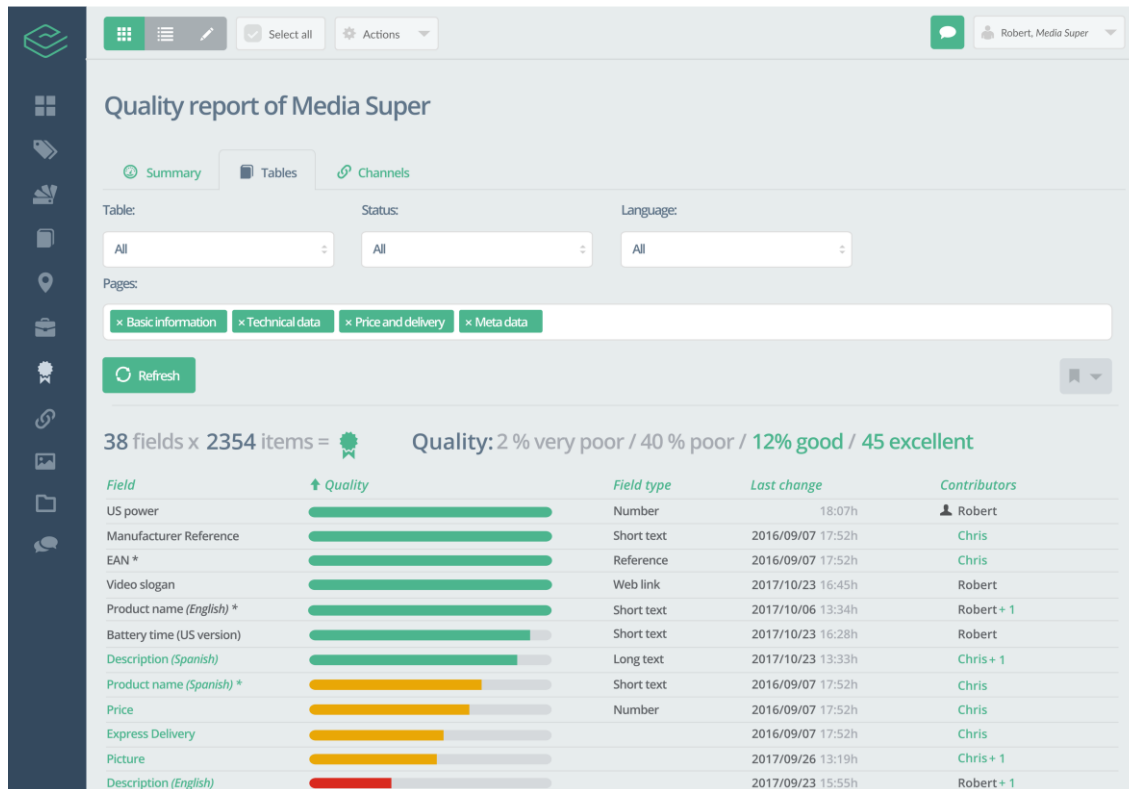 Select all Actions Robert, Media Super
Quality report of Media Super
Summary Tables Channels
Table: Status: Language:
All All All
Pages:
× Basic information × Technical data × Price and delivery × Meta data
Refresh
38 fields x 2354 items = Quality: 2 % very poor / 40 % poor / 12% good / 45 excellent
Field Quality Field type Last change Contributors
US power Number 18:07h Robert
Manufacturer Reference Short text 2016/09/07 17:52h Chris
EAN * Reference 2016/09/07 17:52h Chris
Video slogan Web link 2017/10/23 16:45h Robert
Product name (English) * Short text 2017/10/06 13:34h Robert + 1
Battery time (US version) Short text 2017/10/23 16:28h Robert
Description (Spanish) Long text 2017/10/23 13:33h Chris + 1
Product name (Spanish) * Short text 2016/09/07 17:52h Chris
Price Number 2016/09/07 17:52h Chris
Express Delivery 2016/09/07 17:52h Chris
Picture 2017/09/26 13:19h Chris + 1
Description (English) 2017/09/23 15:55h Robert + 1